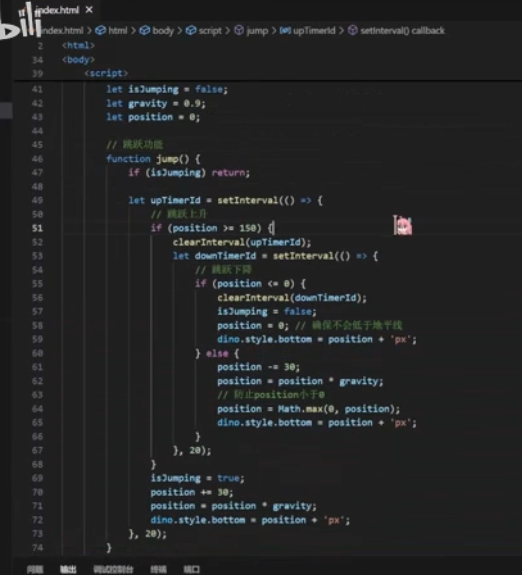 bili
index.html ×
index.html > html > body > script > jump > upTimerId > setInterval() callback
2 <html>
34 <body>
39 <script>
41 let isJumping = false;
42 let gravity = 0.9;
43 let position = 0;
44
45 // 跳跃功能
46 function jump() {
47 if (isJumping) return;
48
49 let upTimerId = setInterval(() => {
50 // 跳跃上升
51 if (position >= 150) {
52 clearInterval(upTimerId);
53 let downTimerId = setInterval(() => {
54 // 跳跃下降
55 if (position <= 0) {
56 clearInterval(downTimerId);
57 isJumping = false;
58 position = 0; // 确保不会低于地平线
59 dino.style.bottom = position + 'px';
60 } else {
61 position -= 30;
62 position = position * gravity;
63 // 防止position小于0
64 position = Math.max(0, position);
65 dino.style.bottom = position + 'px';
66 }
67 }, 20);
68 }
69 isJumping = true;
70 position += 30;
71 position = position * gravity;
72 dino.style.bottom = position + 'px';
73 }, 20);
74 }
问题 输出 调试控制台 终端 端口